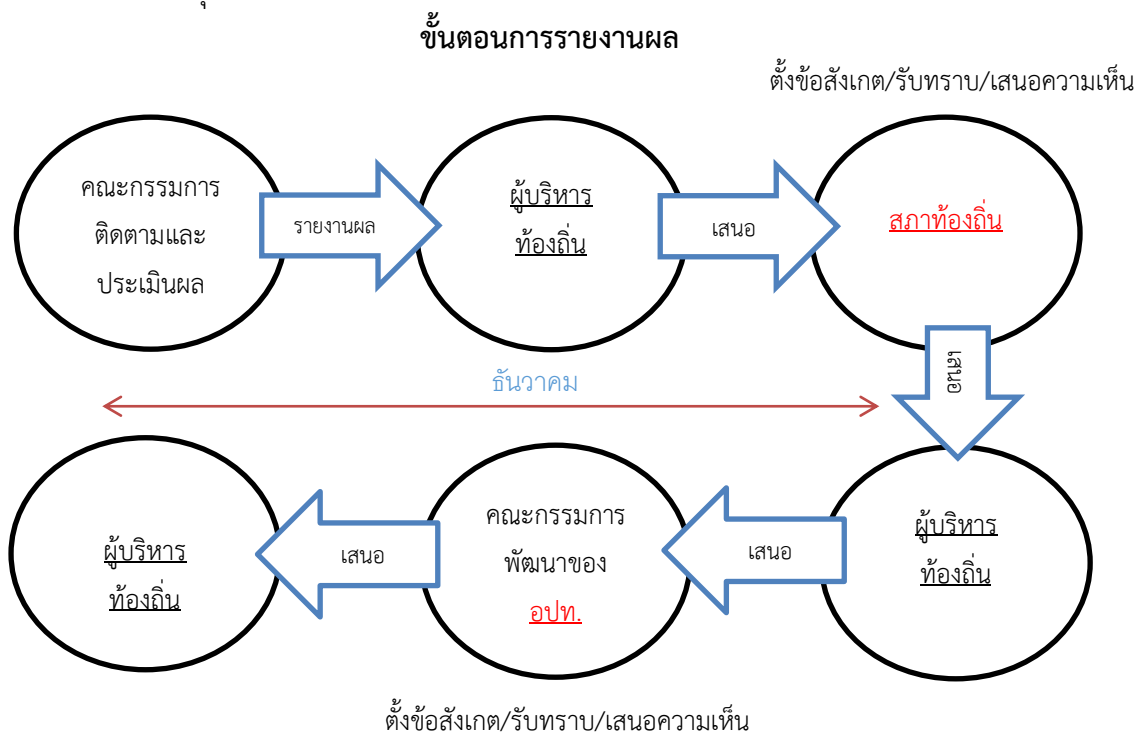 ขั้นตอนการรายงานผล
ตั้งข้อสังเกต/รับทราบ/เสนอความเห็น
คณะกรรมการ
ติดตามและ
ประเมินผล
รายงานผล
ผู้บริหาร
ท้องถิ่น
เสนอ
สภาท้องถิ่น
เสนอ
ธันวาคม
ผู้บริหาร
ท้องถิ่น
เสนอ
คณะกรรมการ
พัฒนาของ
อปท.
เสนอ
ผู้บริหาร
ท้องถิ่น
ตั้งข้อสังเกต/รับทราบ/เสนอความเห็น